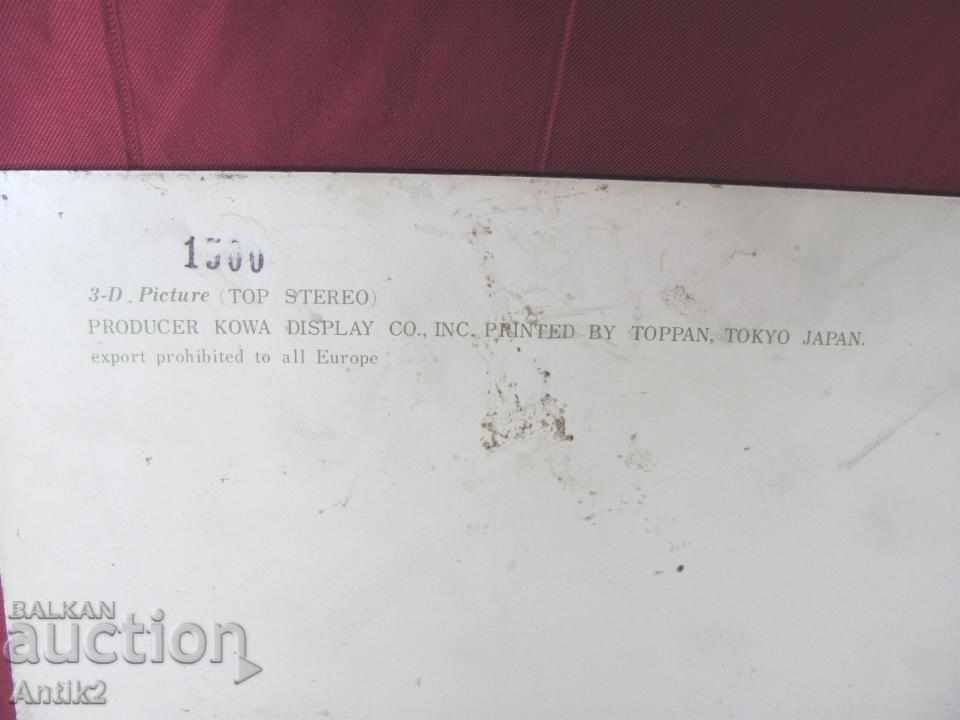 1500
3-D Picture (TOP STEREO)
PRODUCER KOWA DISPLAY CO., INC. PRINTED BY TOPPAN, TOKYO JAPAN.
export prohibited to all Europe
BALKAN
auction
Antik2